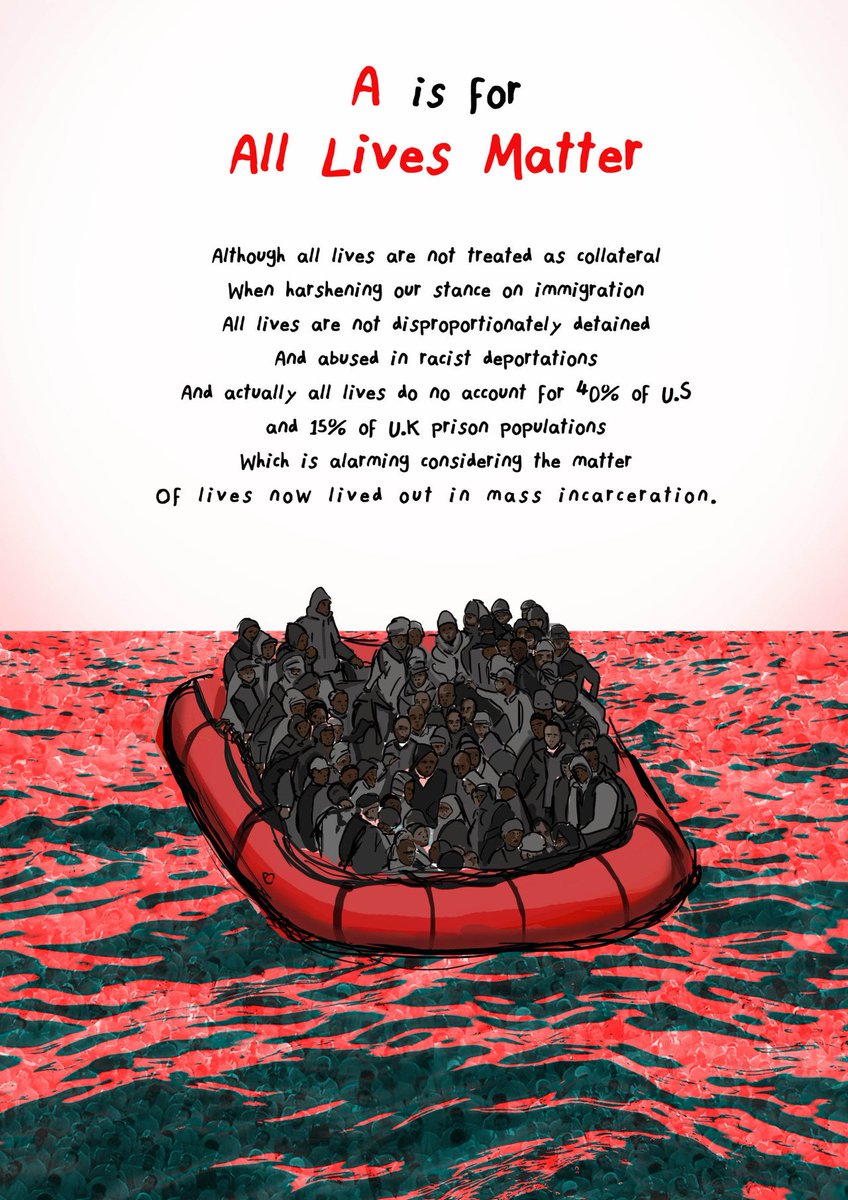 A is for
All Lives Matter
Although all lives are not treated as collateral
When harshening our stance on immigration
All lives are not disproportionately detained
And abused in racist deportations
And actually all lives do no account for 40% of U.S
and 15% of U.K prison populations
Which is alarming considering the matter
Of lives now lived out in mass incarceration.